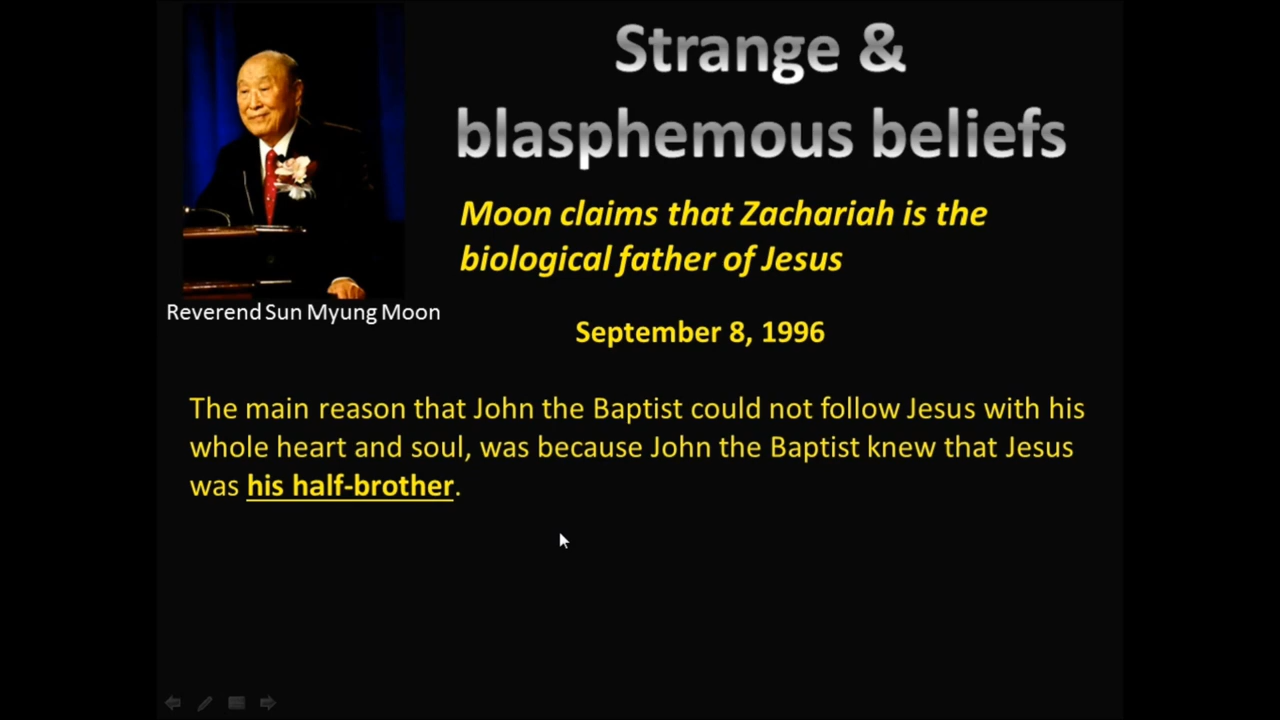 Strange &
blasphemous beliefs
Moon claims that Zachariah is the
biological father of Jesus
Reverend Sun Myung Moon
September 8, 1996
The main reason that John the Baptist could not follow Jesus with his
whole heart and soul, was because John the Baptist knew that Jesus
was his half-brother.